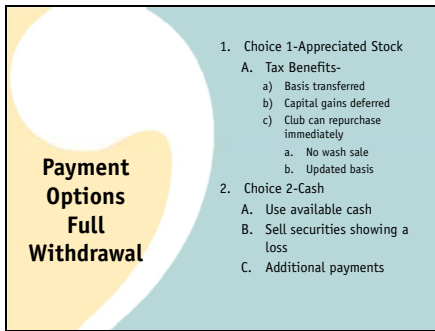 Payment
Options
Full
Withdrawal
1. Choice 1-Appreciated Stock
A. Tax Benefits-
a) Basis transferred
b) Capital gains deferred
c) Club can repurchase
immediately
a. No wash sale
b. Updated basis
2. Choice 2-Cash
A. Use available cash
B. Sell securities showing a
loss
C. Additional payments